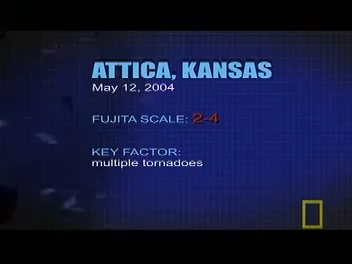 ATTICA, KANSAS
May 12, 2004
FUJITA SCALE: 2-4
KEY FACTOR:
multiple tornadoes